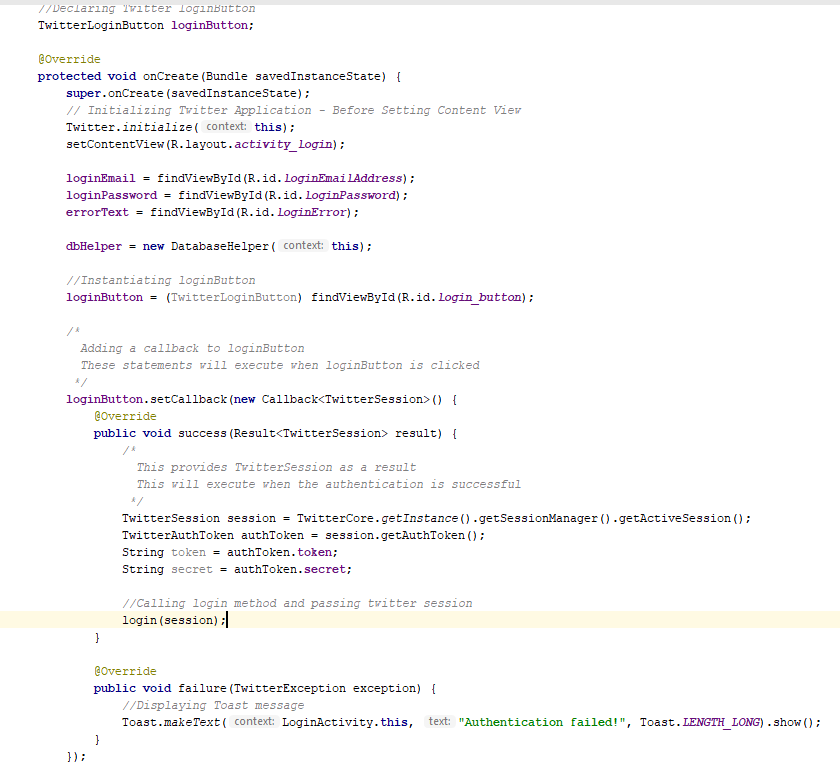 //Declaring Twitter loginButton
TwitterLoginButton loginButton;
@Override
protected void onCreate(Bundle savedInstanceState) {
super.onCreate(savedInstanceState);
// Initializing Twitter Application - Before Setting Content View
Twitter.initialize( context: this);
setContentView(R.layout.activity_login);
loginEmail = findViewById(R.id.loginEmailAddress);
loginPassword = findViewById(R.id.loginPassword);
errorText = findViewById(R.id.loginError);
dbHelper = new DatabaseHelper( context: this);
//Instantiating loginButton
loginButton = (TwitterLoginButton) findViewById(R.id.login_button);
/*
Adding a callback to loginButton
These statements will execute when loginButton is clicked
*/
loginButton.setCallback(new Callback<TwitterSession>() {
@Override
public void success(Result<TwitterSession> result) {
/*
This provides TwitterSession as a result
This will execute when the authentication is successful
*/
TwitterSession session = TwitterCore.getInstance().getSessionManager().getActiveSession();
TwitterAuthToken authToken = session.getAuthToken();
String token = authToken.token;
String secret = authToken.secret;
//Calling login method and passing twitter session
login(session);
}
@Override
public void failure(TwitterException exception) {
//Displaying Toast message
Toast.makeText( context: LoginActivity.this, text: "Authentication failed!", Toast.LENGTH_LONG).show();
}
});